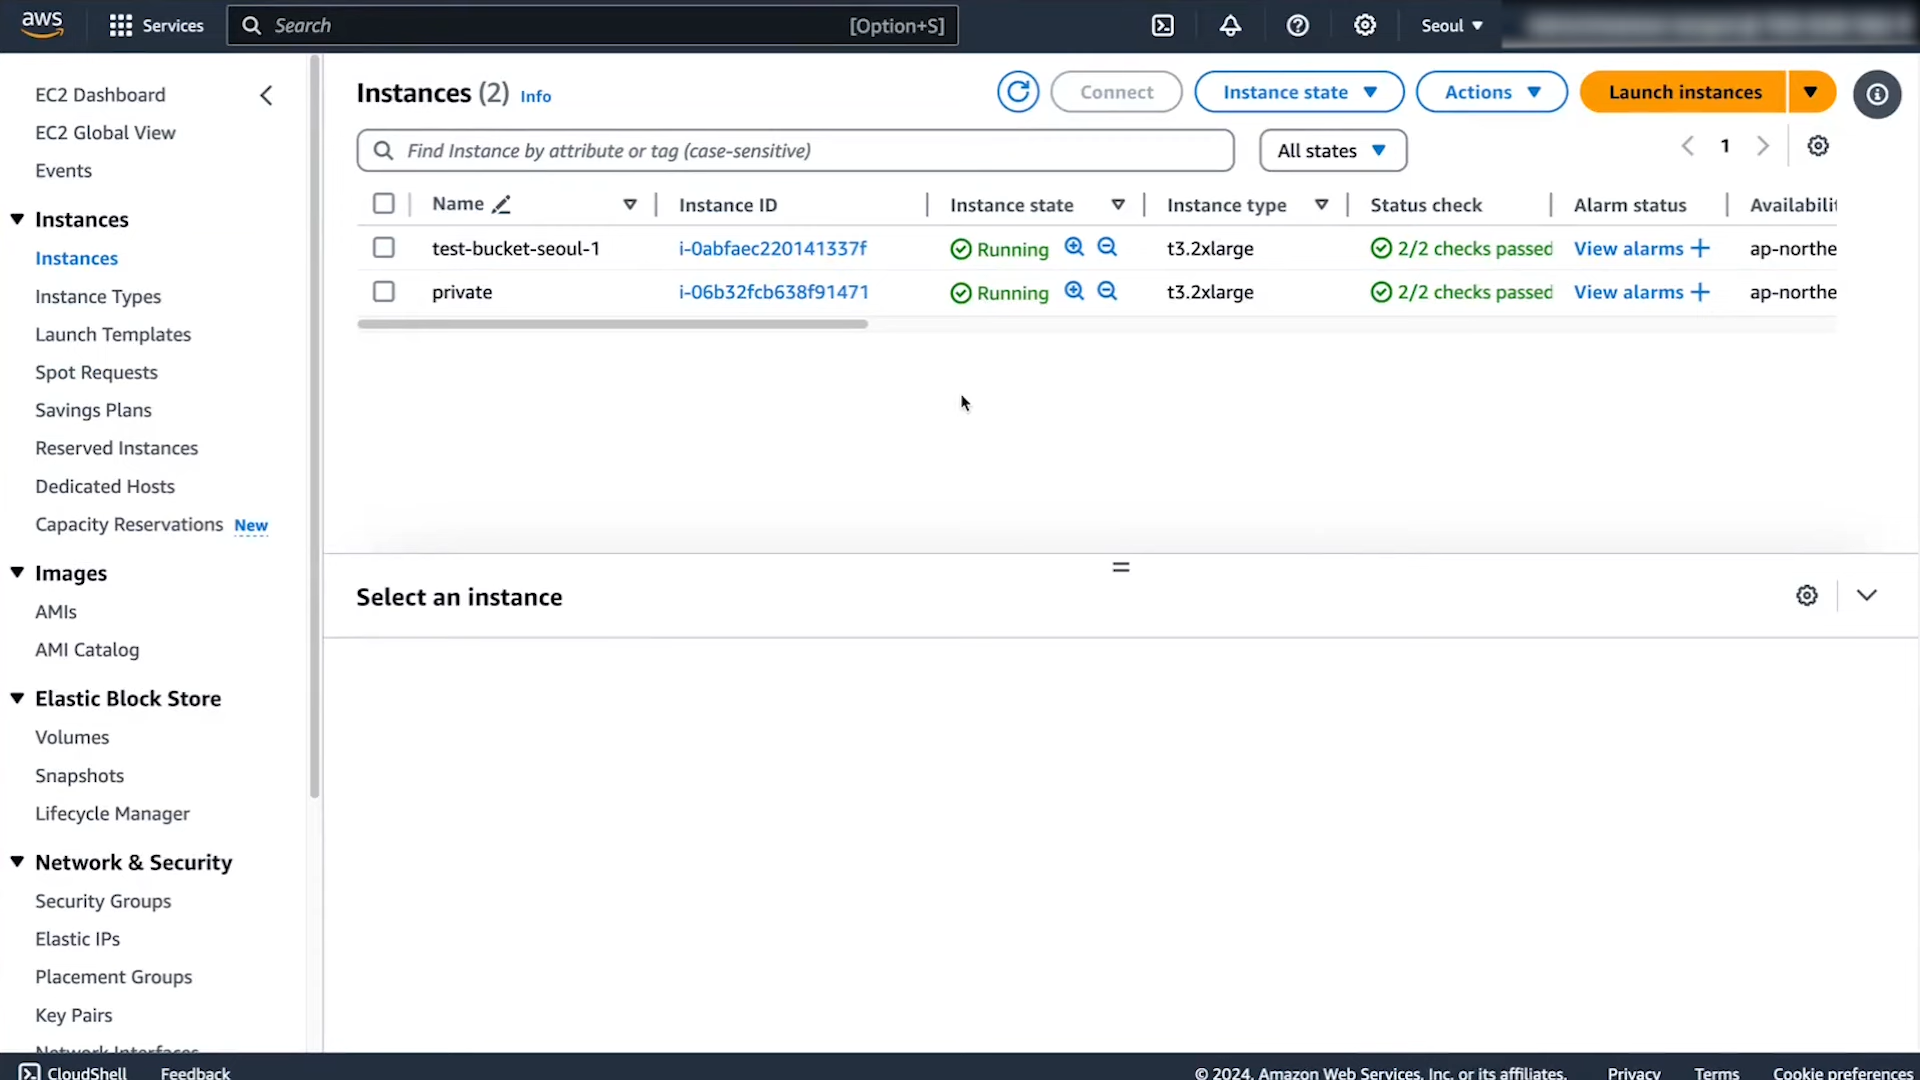 aws
Services
Search
[Option+S]
Seoul
EC2 Dashboard
EC2 Global View
Events
Instances
Instances
Instance Types
Launch Templates
Spot Requests
Savings Plans
Reserved Instances
Dedicated Hosts
Capacity Reservations New
Images
AMIs
AMI Catalog
Elastic Block Store
Volumes
Snapshots
Lifecycle Manager
Network & Security
Security Groups
Elastic IPs
Placement Groups
Key Pairs
Network Interfaces
Instances (2) Info
Connect
Instance state
Actions
Launch instances
Find Instance by attribute or tag (case-sensitive)
All states
1
Name Instance ID Instance state Instance type Status check Alarm status Availabilit
test-bucket-seoul-1 i-0abfaec220141337f Running t3.2xlarge 2/2 checks passed View alarms + ap-northe
private i-06b32fcb638f91471 Running t3.2xlarge 2/2 checks passed View alarms + ap-northe
Select an instance
CloudShell Feedback © 2024, Amazon Web Services, Inc. or its affiliates. Privacy Terms Cookie preferences